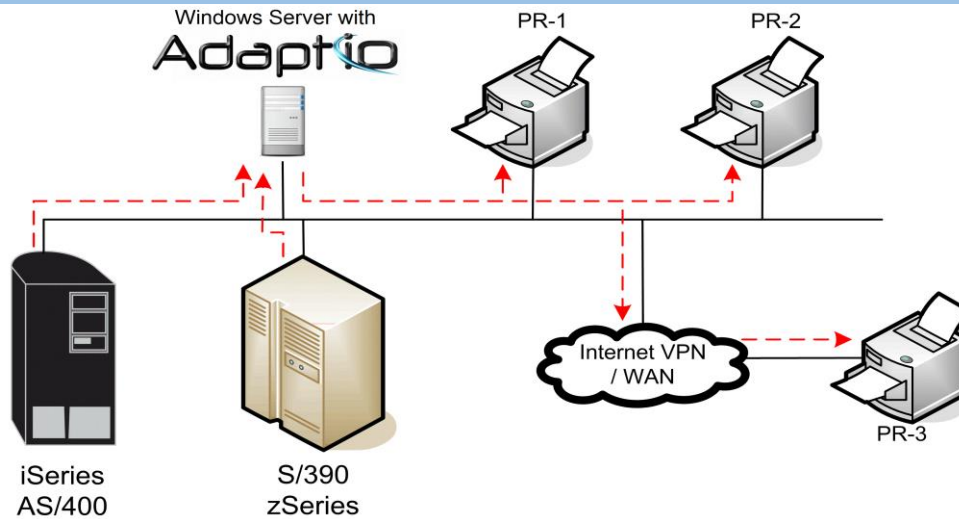 Windows Server with
Adaptio
PR-1
PR-2
Internet VPN
/ WAN
PR-3
iSeries
AS/400
S/390
zSeries